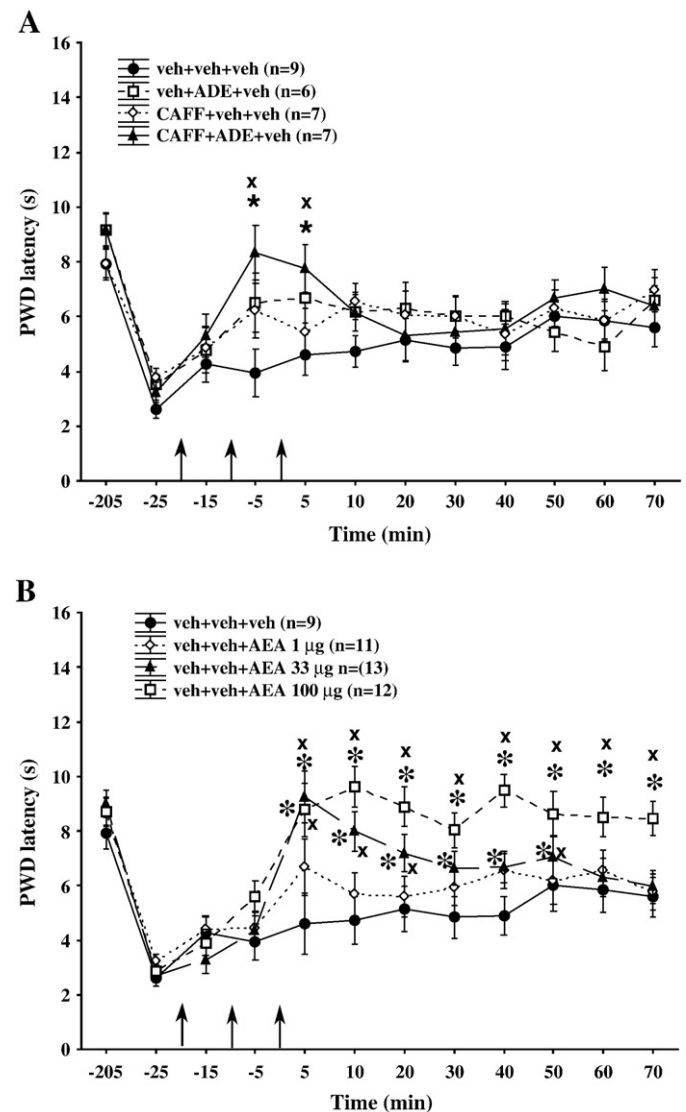 A
16
14
12
10
8
6
4
2
0
PWD latency (s)
veh+veh+veh (n=9)
veh+ADE+veh (n=6)
CAFF+veh+veh (n=7)
CAFF+ADE+veh (n=7)
x
*
x
*
-205 -25 -15 -5 5 10 20 30 40 50 60 70
Time (min)
B
16
14
12
10
8
6
4
2
0
PWD latency (s)
veh+veh+veh (n=9)
veh+veh+AEA 1 µg (n=11)
veh+veh+AEA 33 µg n=(13)
veh+veh+AEA 100 µg (n=12)
x x x x x x x x
* * * * * * * *
* * * * * *
x x x x
-205 -25 -15 -5 5 10 20 30 40 50 60 70
Time (min)